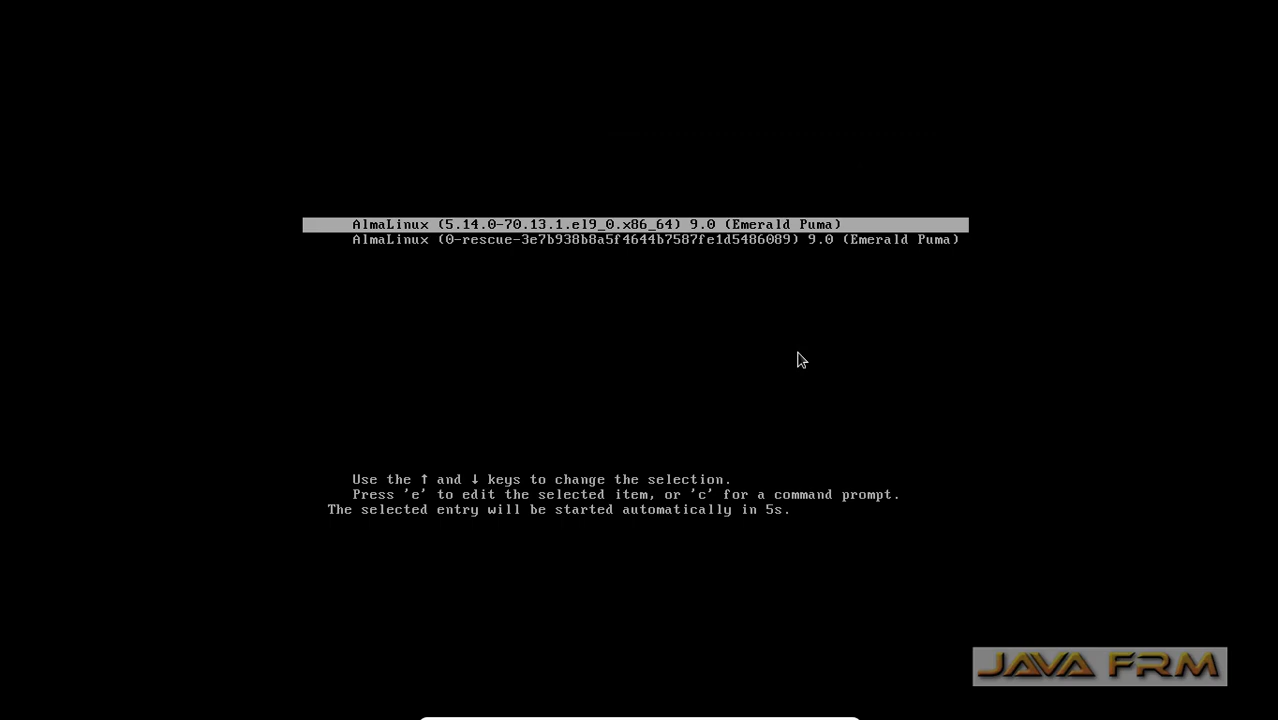 AlmaLinux (5.14.0-70.13.1.el9_0.x86_64) 9.0 (Emerald Puma)
AlmaLinux (0-rescue-3e7b938b8a5f4644b7587fe1d5486089) 9.0 (Emerald Puma)
Use the ↑ and ↓ keys to change the selection.
Press 'e' to edit the selected item, or 'c' for a command prompt.
The selected entry will be started automatically in 5s.
JAVA FRM